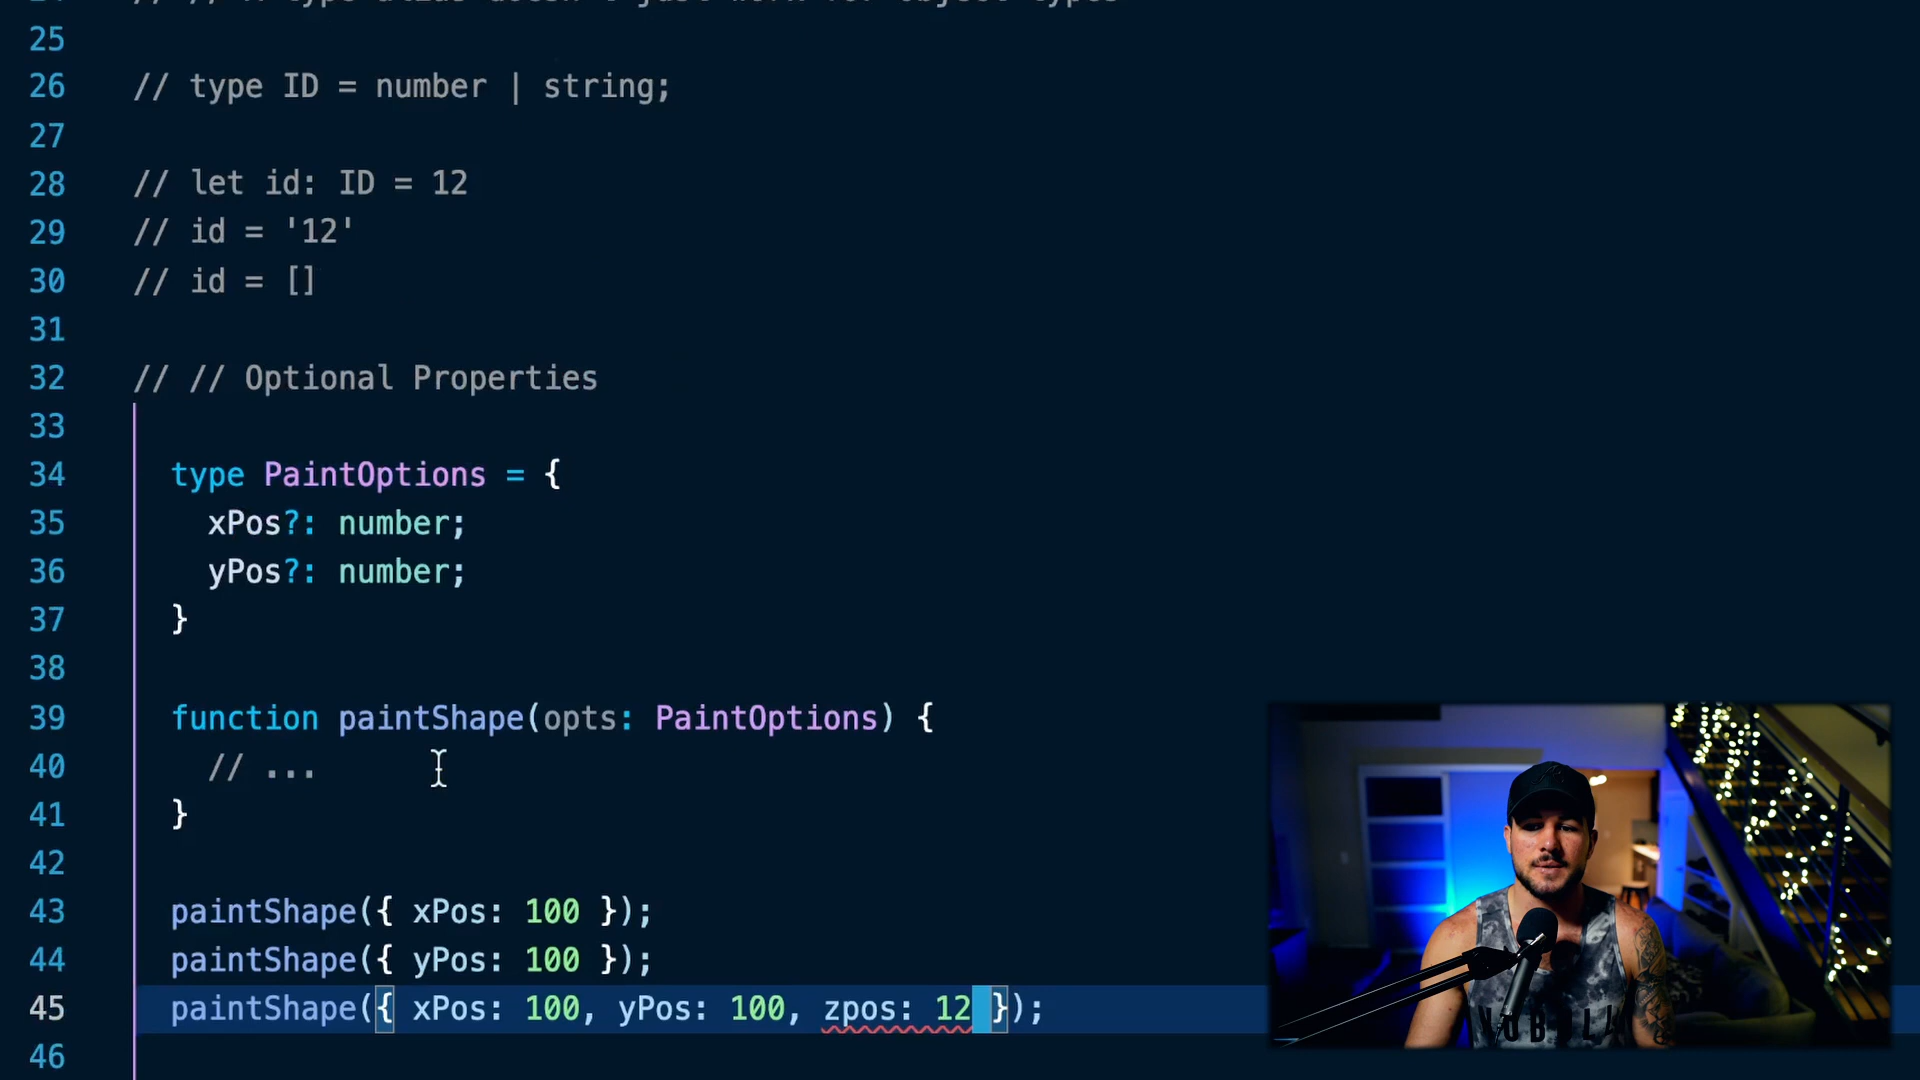 25
26 // type ID = number | string;
27
28 // let id: ID = 12
29 // id = '12'
30 // id = []
31
32 // // Optional Properties
33
34 type PaintOptions = {
35 xPos?: number;
36 yPos?: number;
37 }
38
39 function paintShape(opts: PaintOptions) {
40 // ...
41 }
42
43 paintShape({ xPos: 100 });
44 paintShape({ yPos: 100 });
45 paintShape({ xPos: 100, yPos: 100, zpos: 12 });
46